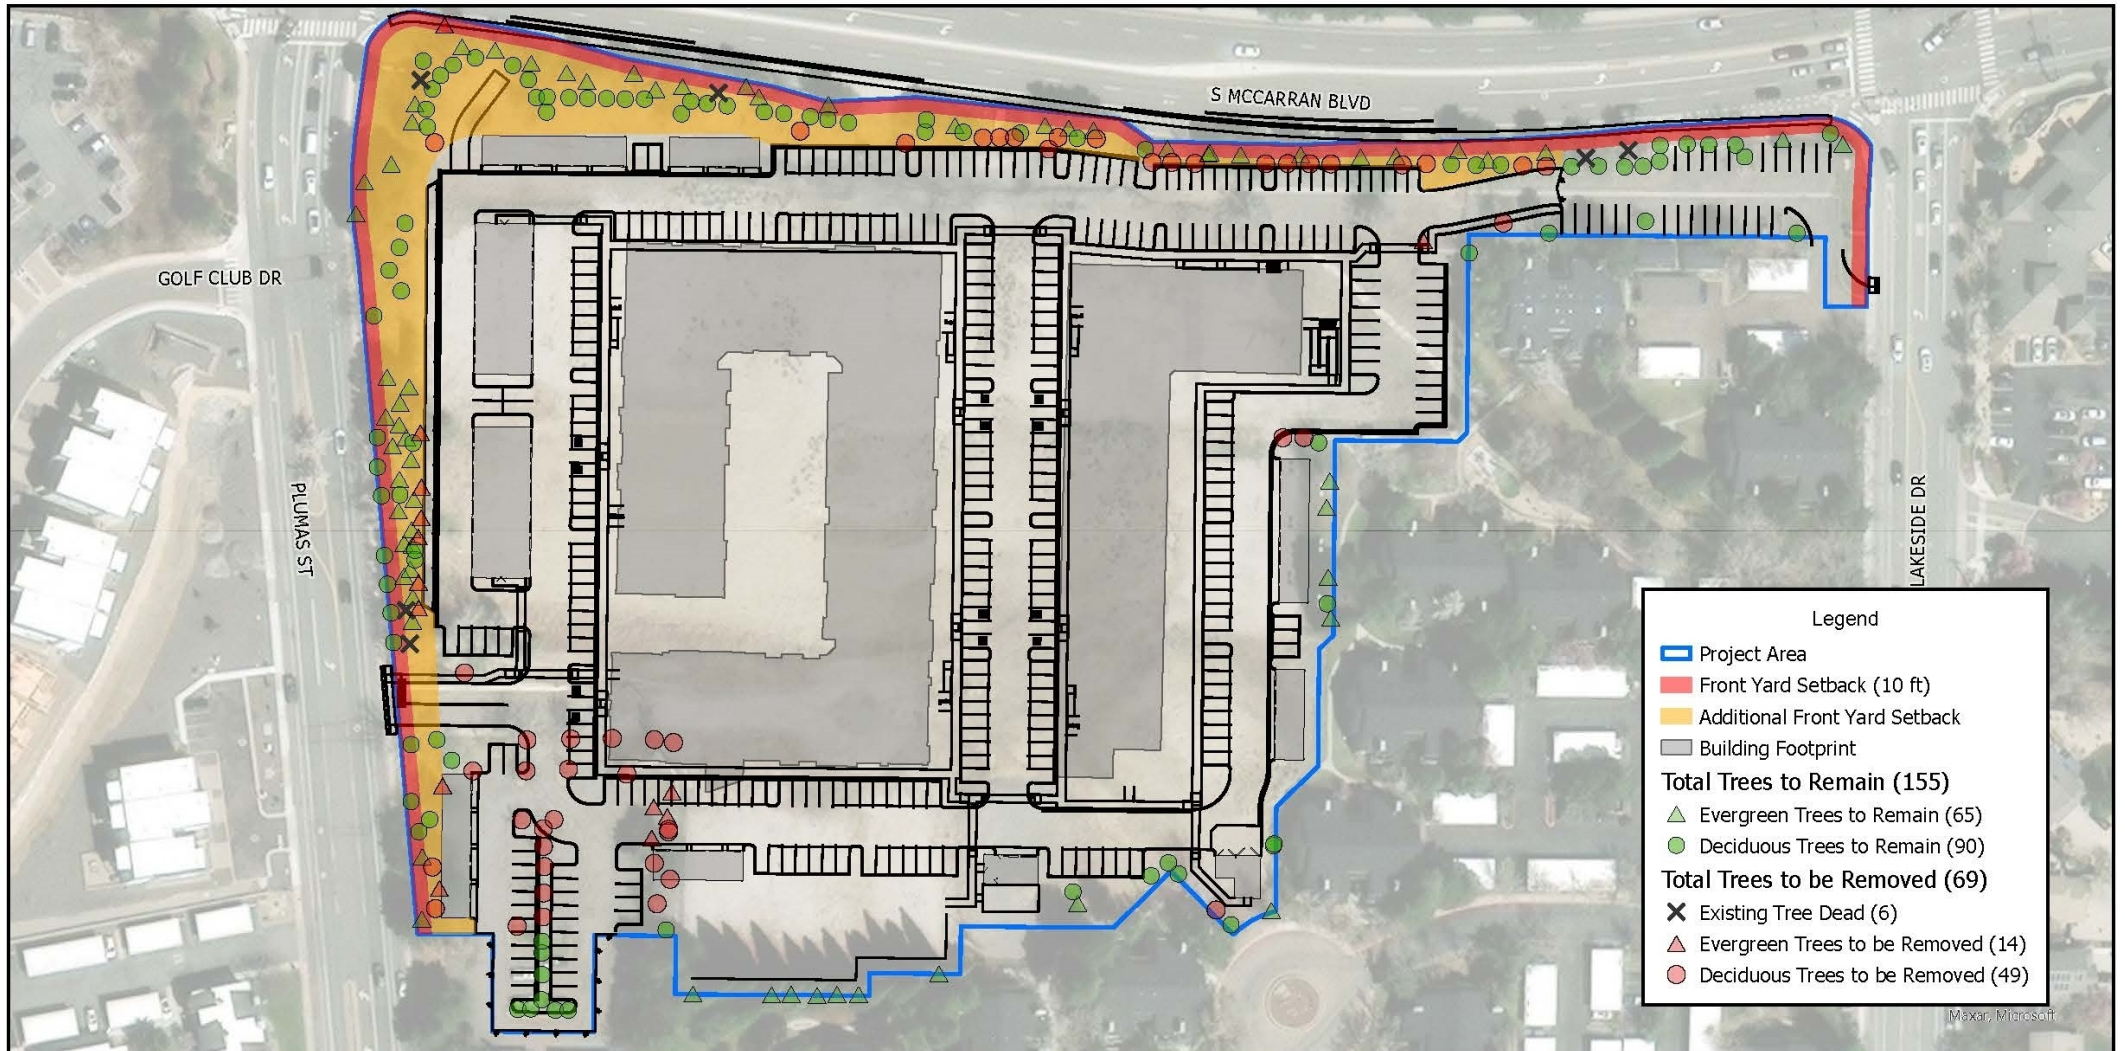 S MCCARRAN BLVD
GOLF CLUB DR
PLUMAS ST
LAKESIDE DR
Legend
Project Area
Front Yard Setback (10 ft)
Additional Front Yard Setback
Building Footprint
Total Trees to Remain (155)
Evergreen Trees to Remain (65)
Deciduous Trees to Remain (90)
Total Trees to be Removed (69)
Existing Tree Dead (6)
Evergreen Trees to be Removed (14)
Deciduous Trees to be Removed (49)
Maxar, Microsoft